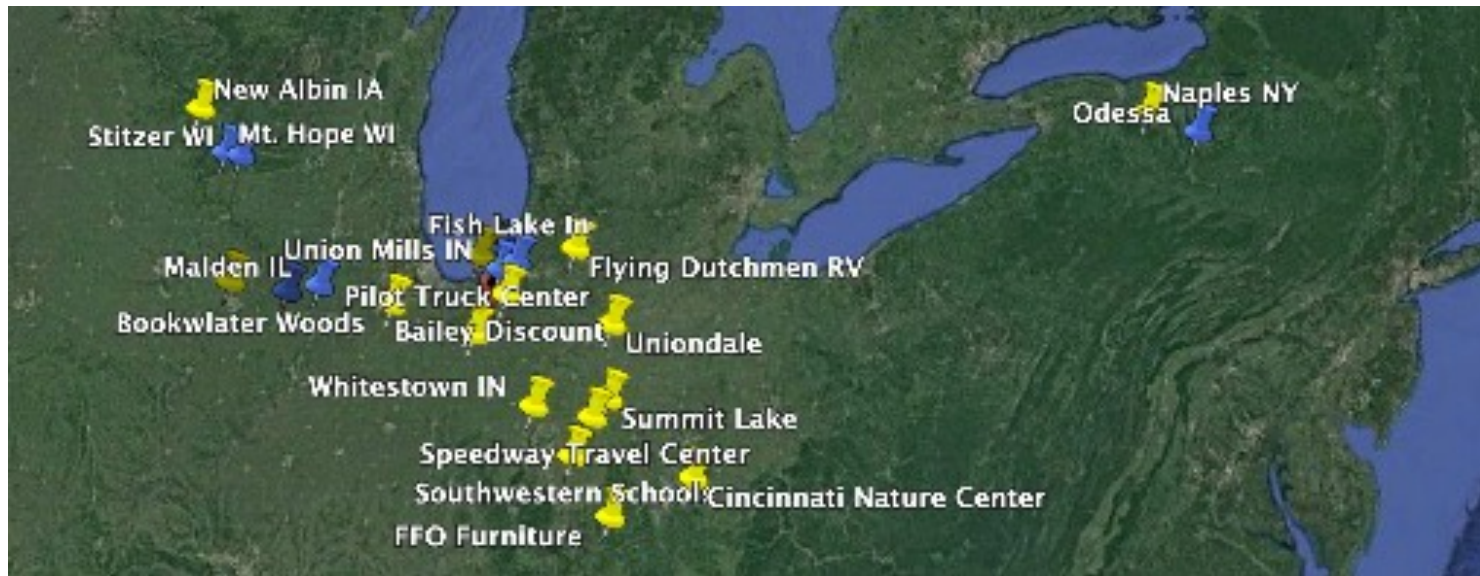 New Albin IA
Naples NY
Odessa
Stitzer WI
Mt. Hope WI
Fish Lake In
Union Mills IN
Malden IL
Flying Dutchmen RV
Pilot Truck Center
Bookwlater Woods
Bailey Discount
Uniondale
Whitestown IN
Summit Lake
Speedway Travel Center
Southwestern Schools
Cincinnati Nature Center
FFO Furniture